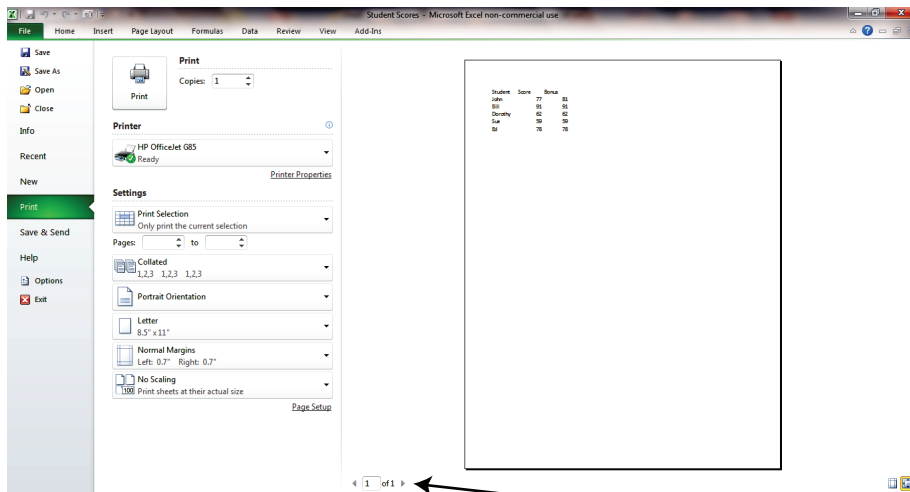 Student Scores - Microsoft Excel non-commercial use
File Home Insert Page Layout Formulas Data Review View Add-Ins
Save
Save As
Open
Close
Info
Recent
New
Print
Save & Send
Help
Options
Exit
Print
Print
Copies: 1
Printer
HP OfficeJet G85
Ready
Printer Properties
Settings
Print Selection
Only print the current selection
Pages: to
Collated
1,2,3 1,2,3 1,2,3
Portrait Orientation
Letter
8.5" x 11"
Normal Margins
Left: 0.7" Right: 0.7"
No Scaling
100 Print sheets at their actual size
Page Setup
Student Score Bonus
John 77 81
Bill 91 91
Dorothy 62 62
Sue 59 59
Ed 78 78
1 of 1